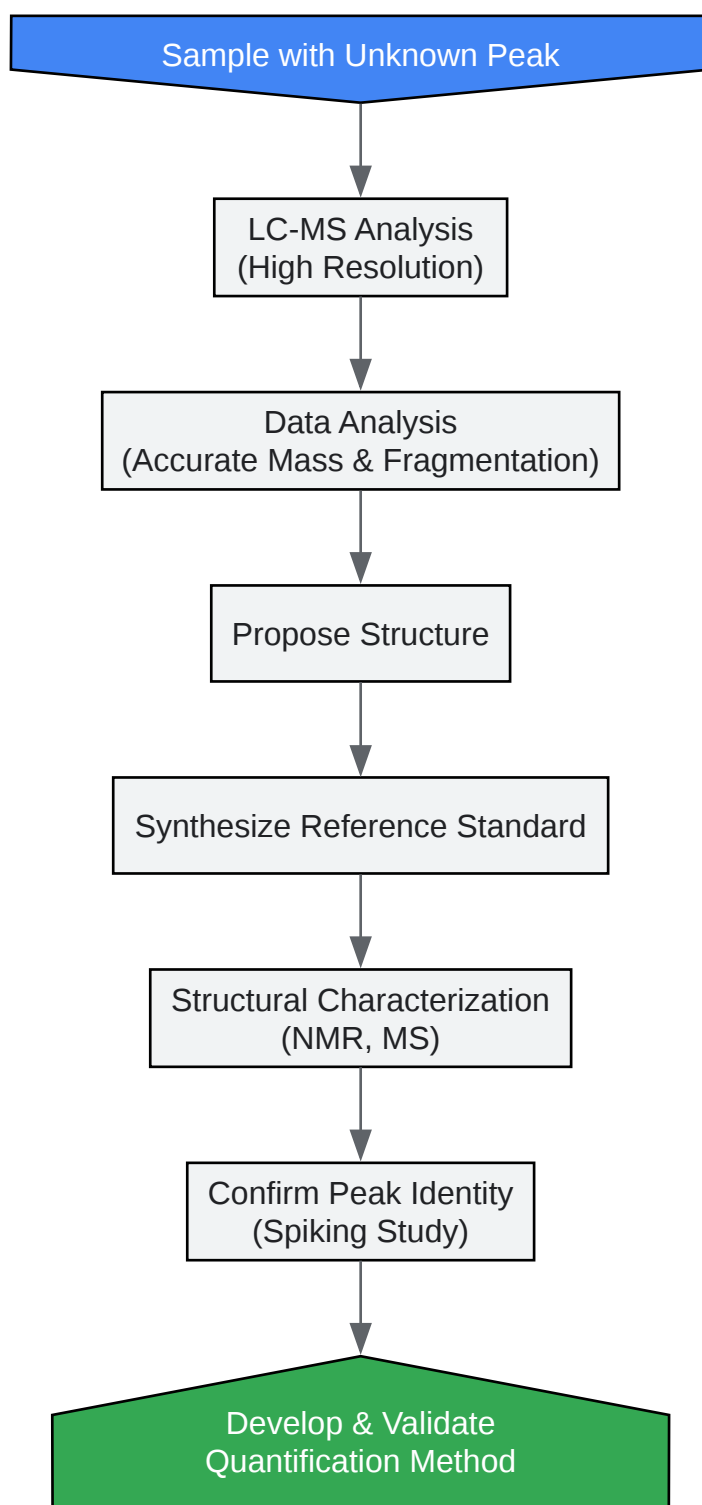 Sample with Unknown Peak
LC-MS Analysis
(High Resolution)
Data Analysis
(Accurate Mass & Fragmentation)
Propose Structure
Synthesize Reference Standard
Structural Characterization
(NMR, MS)
Confirm Peak Identity
(Spiking Study)
Develop & Validate
Quantification Method